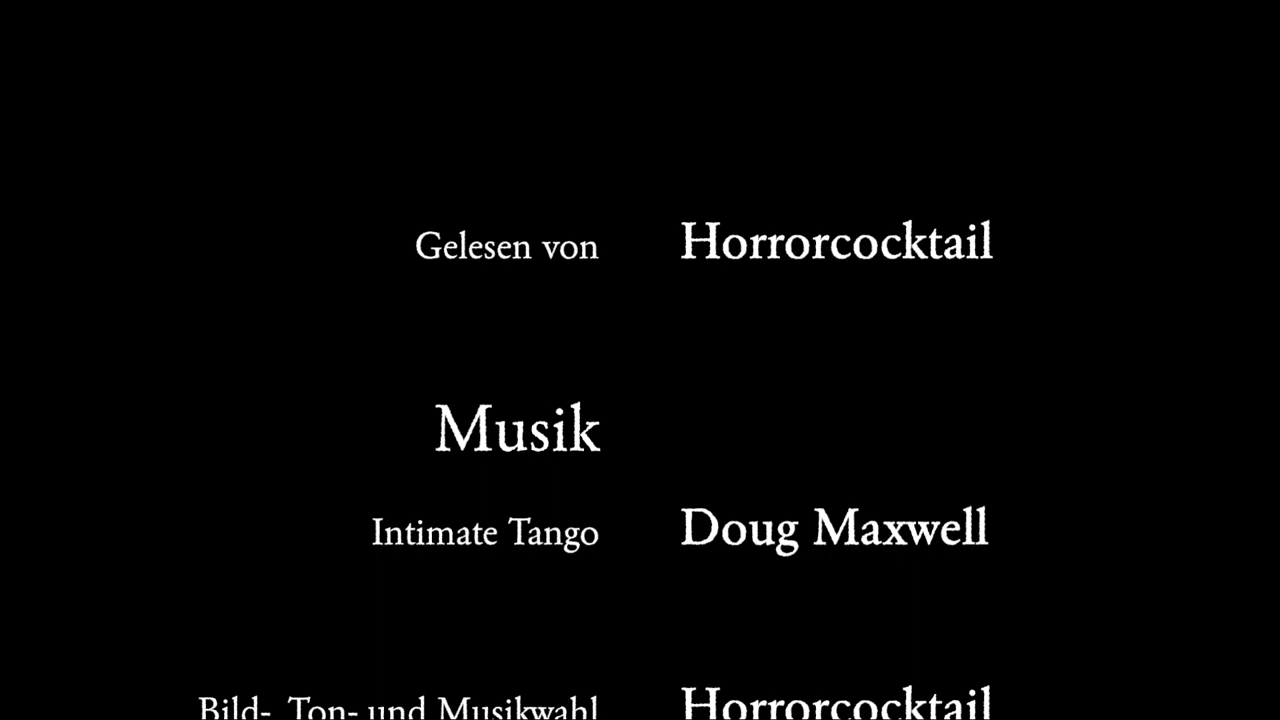 Gelesen von Horrorcocktail
Musik
Intimate Tango Doug Maxwell
Bild-, Ton- und Musikwahl Horrorcocktail